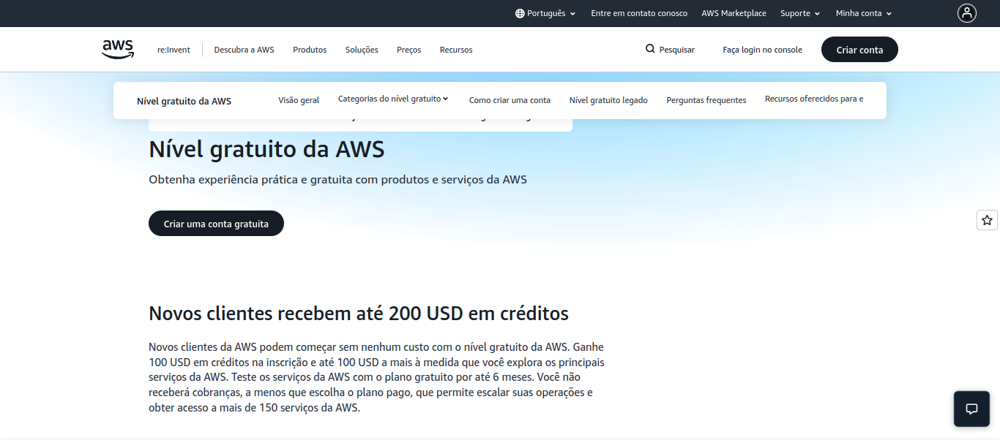 Português
Entre em contato conosco
AWS Marketplace
Suporte
Minha conta
aws
re:Invent
Descubra a AWS
Produtos
Soluções
Preços
Recursos
Pesquisar
Faça login no console
Criar conta
Nível gratuito da AWS
Visão geral
Categorias do nível gratuito
Como criar uma conta
Nível gratuito legado
Perguntas frequentes
Recursos oferecidos para e
Nível gratuito da AWS
Obtenha experiência prática e gratuita com produtos e serviços da AWS
Criar uma conta gratuita
Novos clientes recebem até 200 USD em créditos
Novos clientes da AWS podem começar sem nenhum custo com o nível gratuito da AWS. Ganhe
100 USD em créditos na inscrição e até 100 USD a mais à medida que você explora os principais
serviços da AWS. Teste os serviços da AWS com o plano gratuito por até 6 meses. Você não
receberá cobranças, a menos que escolha o plano pago, que permite escalar suas operações e
obter acesso a mais de 150 serviços da AWS.